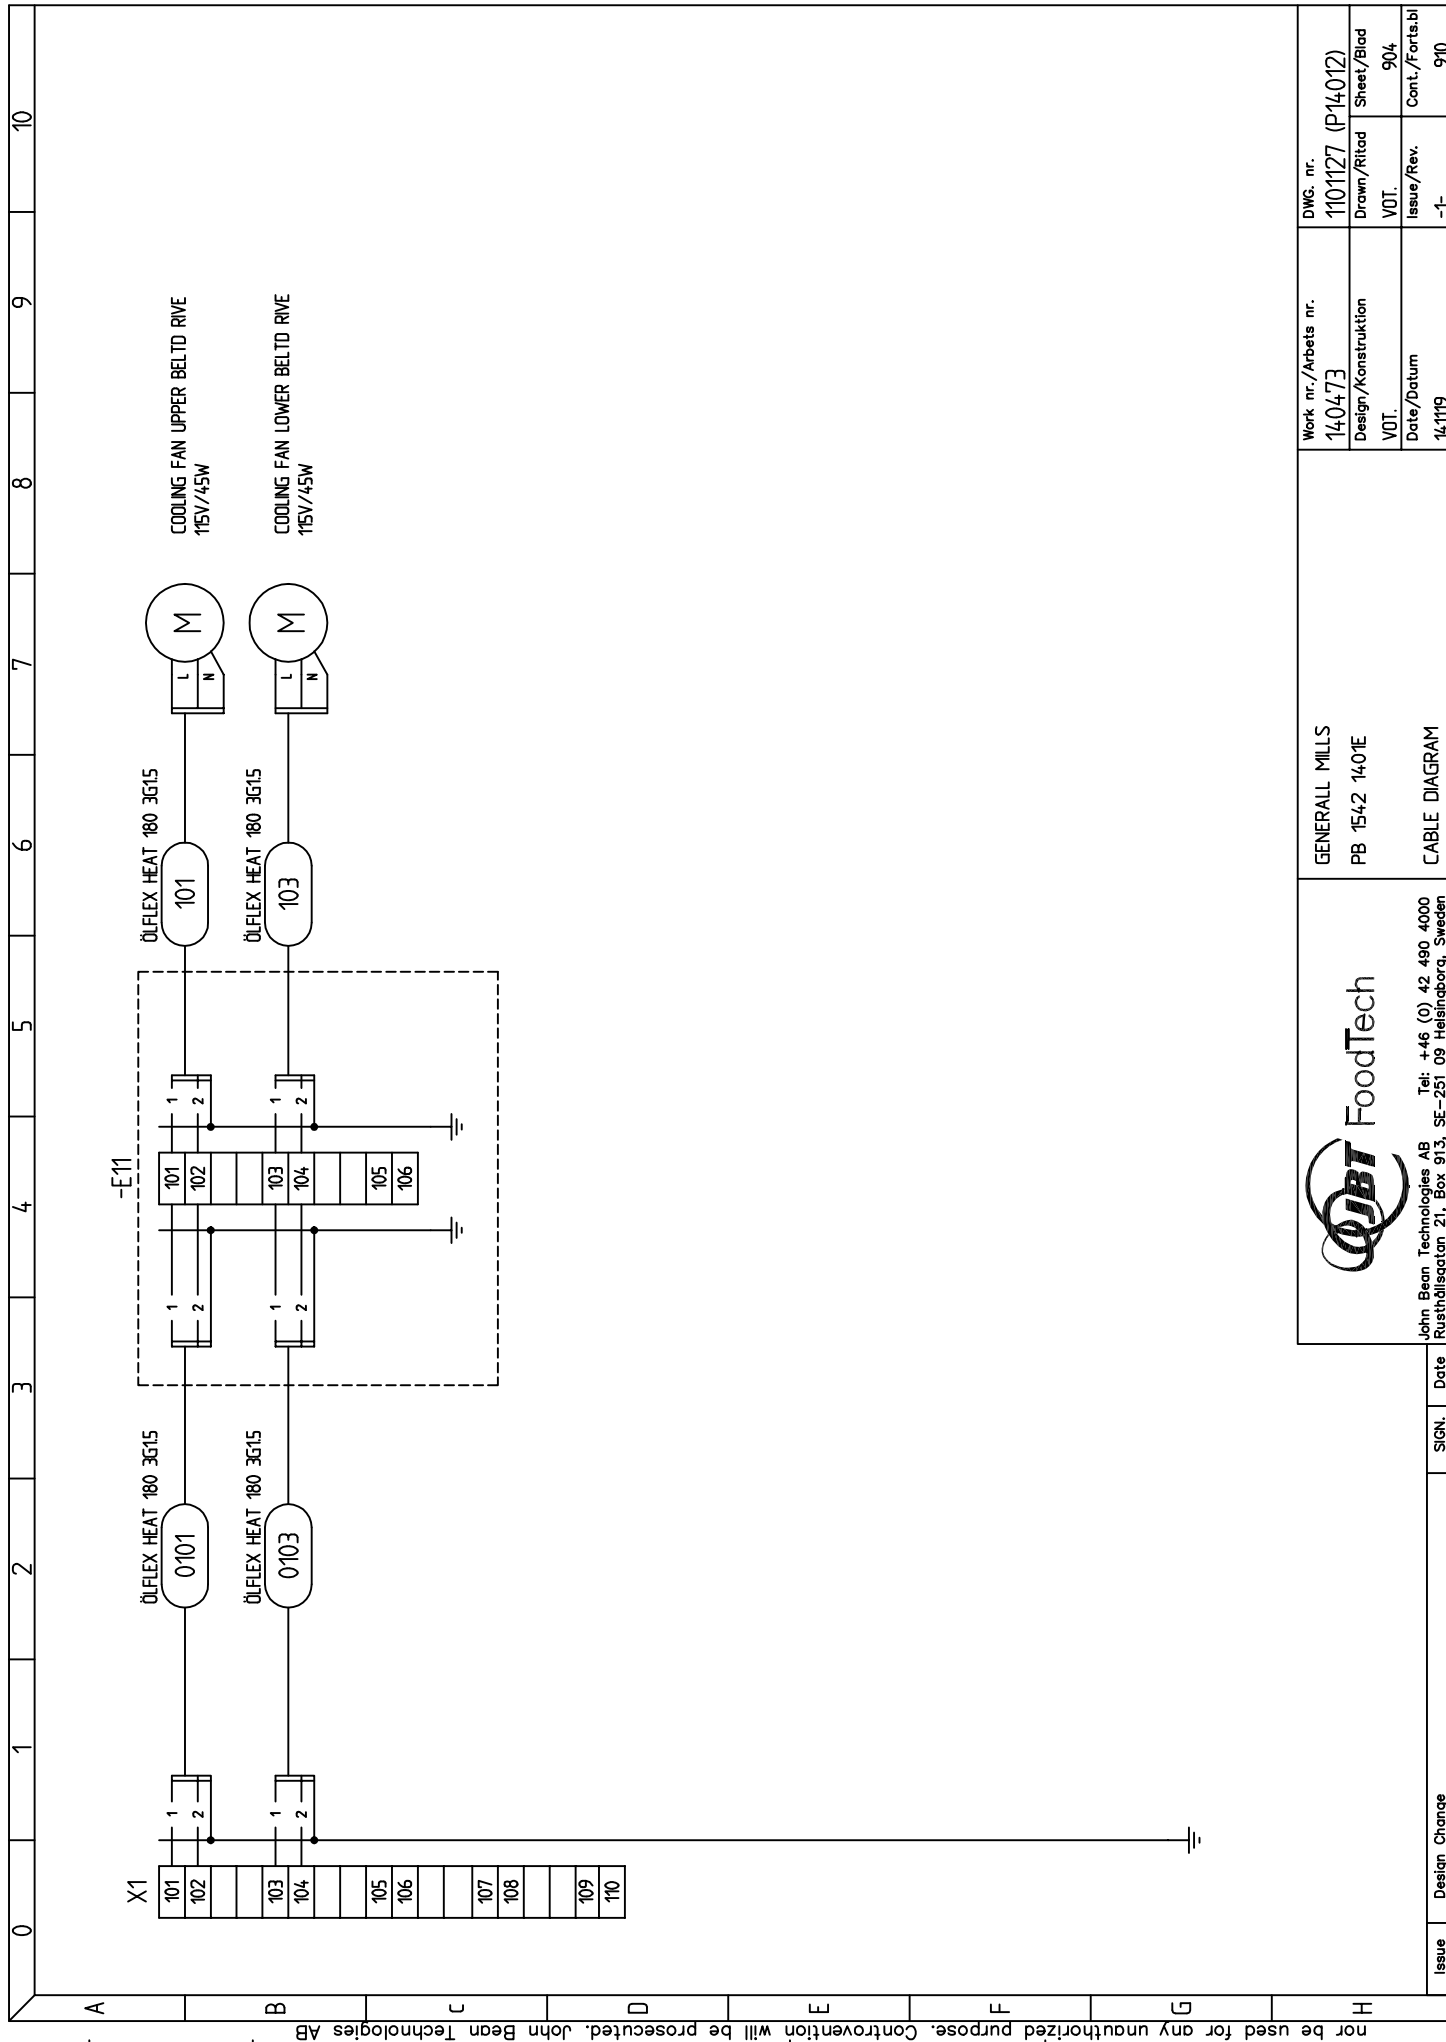 0 1 2 3 4 5 6 7 8 9 10
A
B
C
D
E
F
G
H
X1
101
102
103
104
105
106
107
108
109
110
1
2
1
2
ÖLFLEX HEAT 180 3G1.5
0101
ÖLFLEX HEAT 180 3G1.5
0103
-E11
1
2
1
2
101
102
103
104
105
106
1
2
1
2
ÖLFLEX HEAT 180 3G1.5
101
ÖLFLEX HEAT 180 3G1.5
103
L
N
M
L
N
M
COOLING FAN UPPER BELTD RIVE
115V/45W
COOLING FAN LOWER BELTD RIVE
115V/45W
nor be used for any unauthorized purpose. Controvention will be prosecuted. John Bean Technologies AB
Issue Design Change SIGN. Date
JBT FoodTech
John Bean Technologies AB Tel: +46 (0) 42 490 4000
Rusthållsgatan 21, Box 913, SE-251 09 Helsingborg, Sweden
GENERALL MILLS
PB 1542 1401E
CABLE DIAGRAM
Work nr./Arbets nr.
140473
DWG. nr.
1101127 (P14012)
Design/Konstruktion
VOT.
Drawn/Ritad
VOT.
Sheet/Blad
904
Date/Datum
141119
Issue/Rev.
-1-
Cont./Forts.bl
910